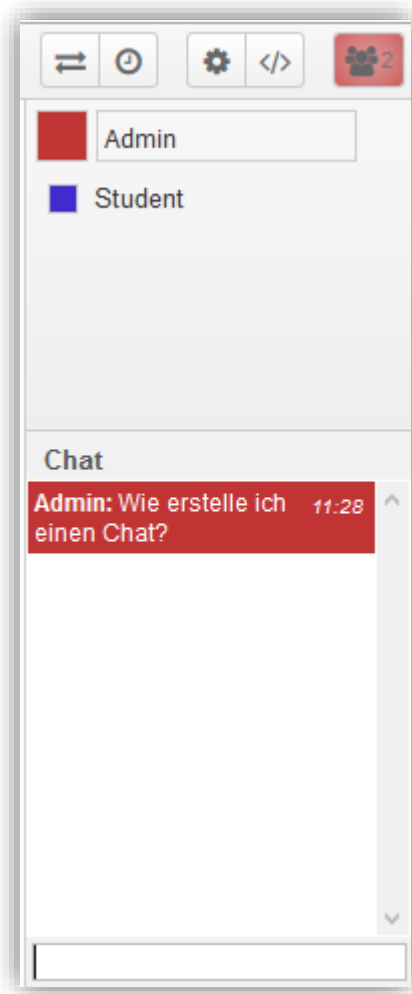 2
Admin
Student
Chat
Admin: Wie erstelle ich 11:28
einen Chat?